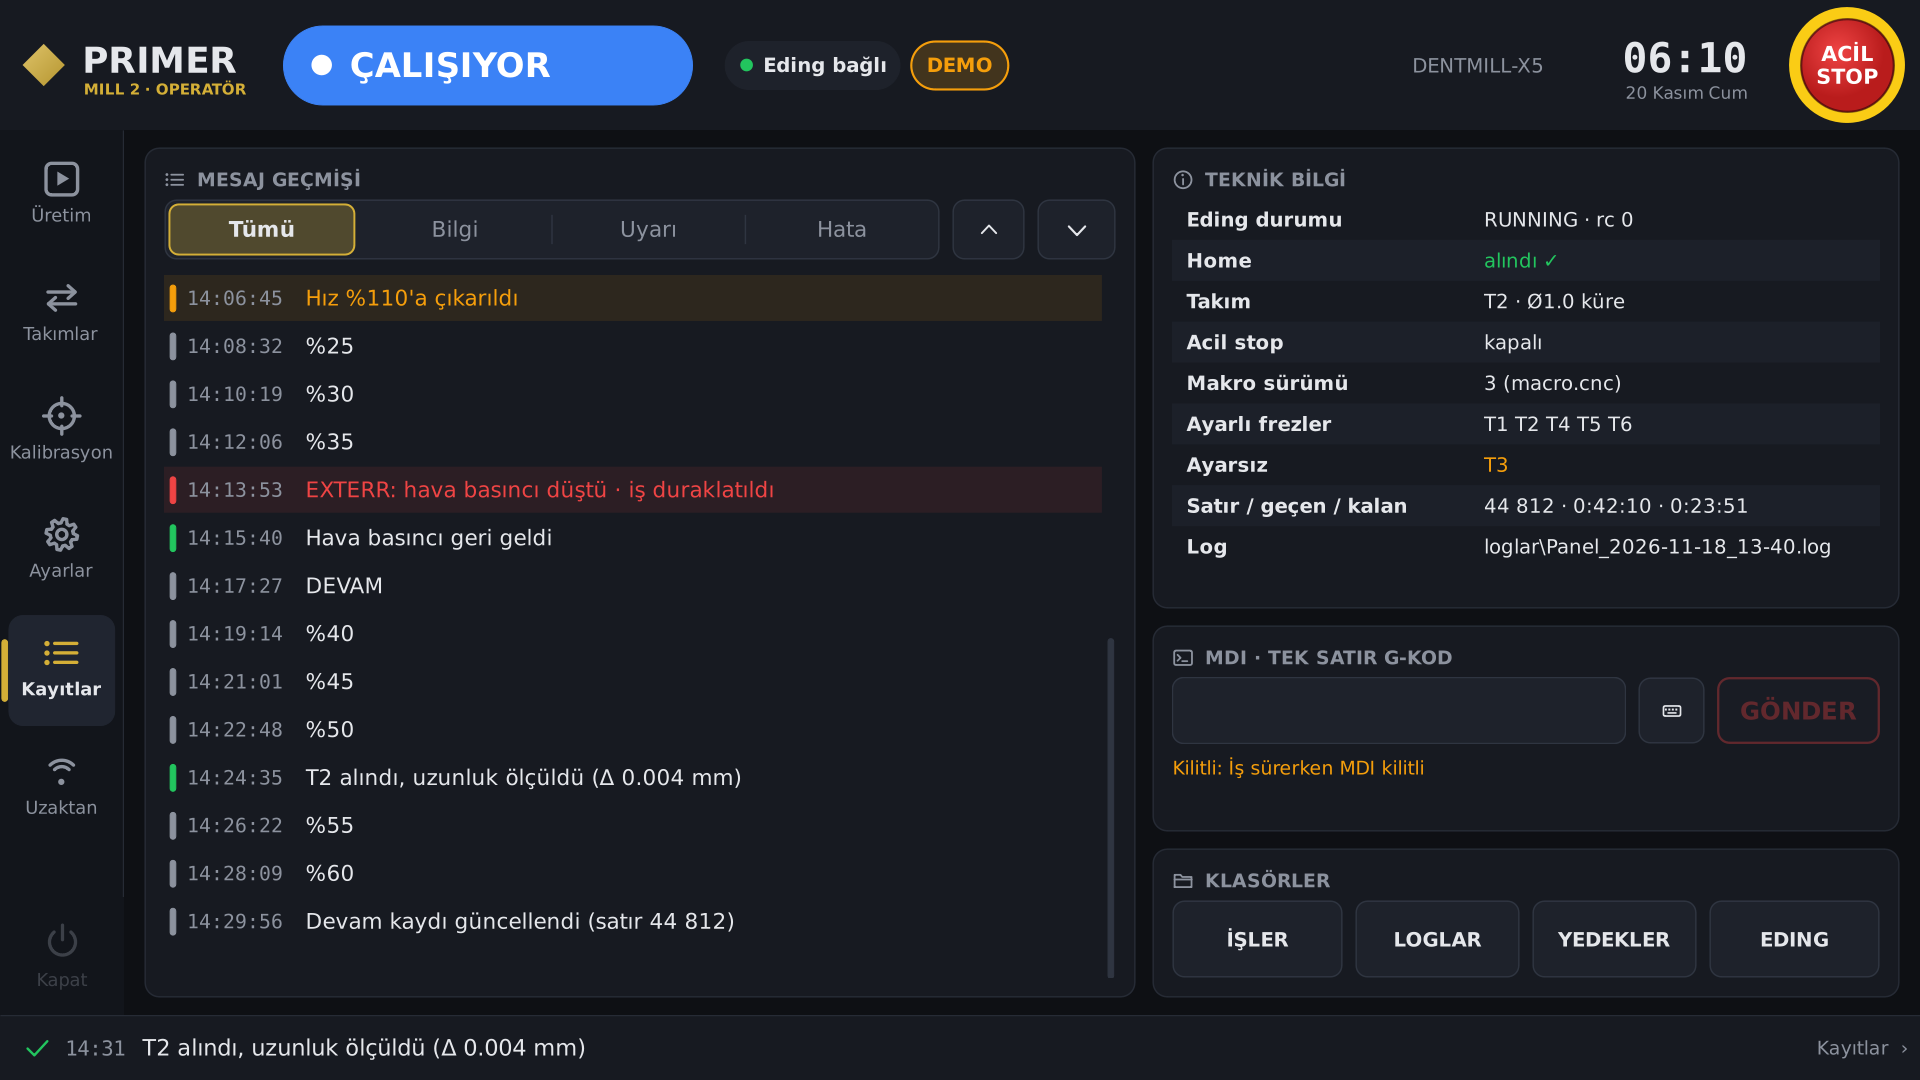 PRIMER
MILL 2 · OPERATÖR
ÇALIŞIYOR
Eding bağlı
DEMO
DENTMILL-X5
06:10
20 Kasım Cum
ACİL
STOP
Üretim
Takımlar
Kalibrasyon
Ayarlar
Kayıtlar
Uzaktan
Kapat
MESAJ GEÇMİŞİ
Tümü
Bilgi
Uyarı
Hata
14:06:45 Hız %110'a çıkarıldı
14:08:32 %25
14:10:19 %30
14:12:06 %35
14:13:53 EXTERR: hava basıncı düştü · iş duraklatıldı
14:15:40 Hava basıncı geri geldi
14:17:27 DEVAM
14:19:14 %40
14:21:01 %45
14:22:48 %50
14:24:35 T2 alındı, uzunluk ölçüldü (Δ 0.004 mm)
14:26:22 %55
14:28:09 %60
14:29:56 Devam kaydı güncellendi (satır 44 812)
TEKNİK BİLGİ
Eding durumu RUNNING · rc 0
Home alındı ✓
Takım T2 · Ø1.0 küre
Acil stop kapalı
Makro sürümü 3 (macro.cnc)
Ayarlı frezler T1 T2 T4 T5 T6
Ayarsız T3
Satır / geçen / kalan 44 812 · 0:42:10 · 0:23:51
Log loglar\Panel_2026-11-18_13-40.log
MDI · TEK SATIR G-KOD
GÖNDER
Kilitli: İş sürerken MDI kilitli
KLASÖRLER
İŞLER
LOGLAR
YEDEKLER
EDING
14:31 T2 alındı, uzunluk ölçüldü (Δ 0.004 mm)
Kayıtlar ›